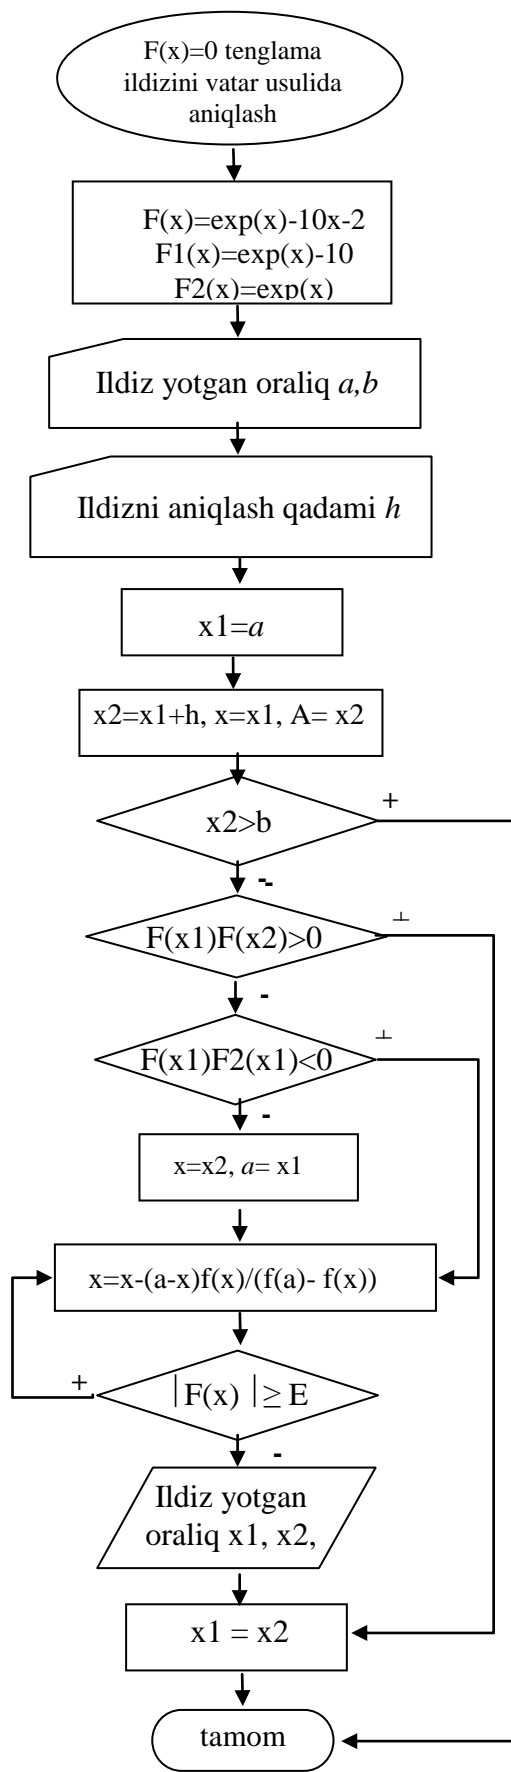 F(x)=0 tenglama
ildizini vatar usulida
aniqlash
F(x)=exp(x)-10x-2
F1(x)=exp(x)-10
F2(x)=exp(x)
Ildiz yotgan oraliq a,b
Ildizni aniqlash qadami h
x1=a
x2=x1+h, x=x1, A= x2
x2>b
+
-
F(x1)F(x2)>0
+
-
F(x1)F2(x1)<0
+
-
x=x2, a= x1
x=x-(a-x)f(x)/(f(a)- f(x))
+
|F(x) |≥ E
-
Ildiz yotgan
oraliq x1, x2,
x1 = x2
tamom